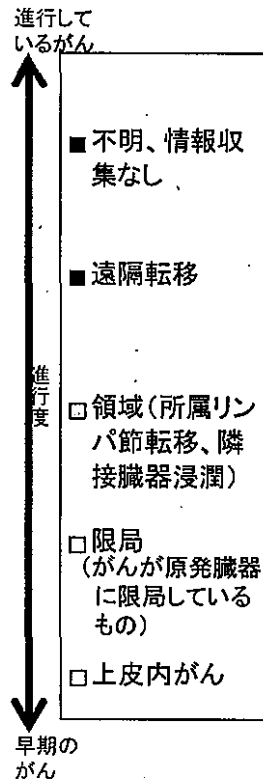 進行して
いるがん
■不明、情報収
集なし
■遠隔転移
進行度
□領域(所属リン
パ節転移、隣
接臓器浸潤)
□限局
(がんが原発臓器
に限局している
もの)
□上皮内がん
早期の
がん